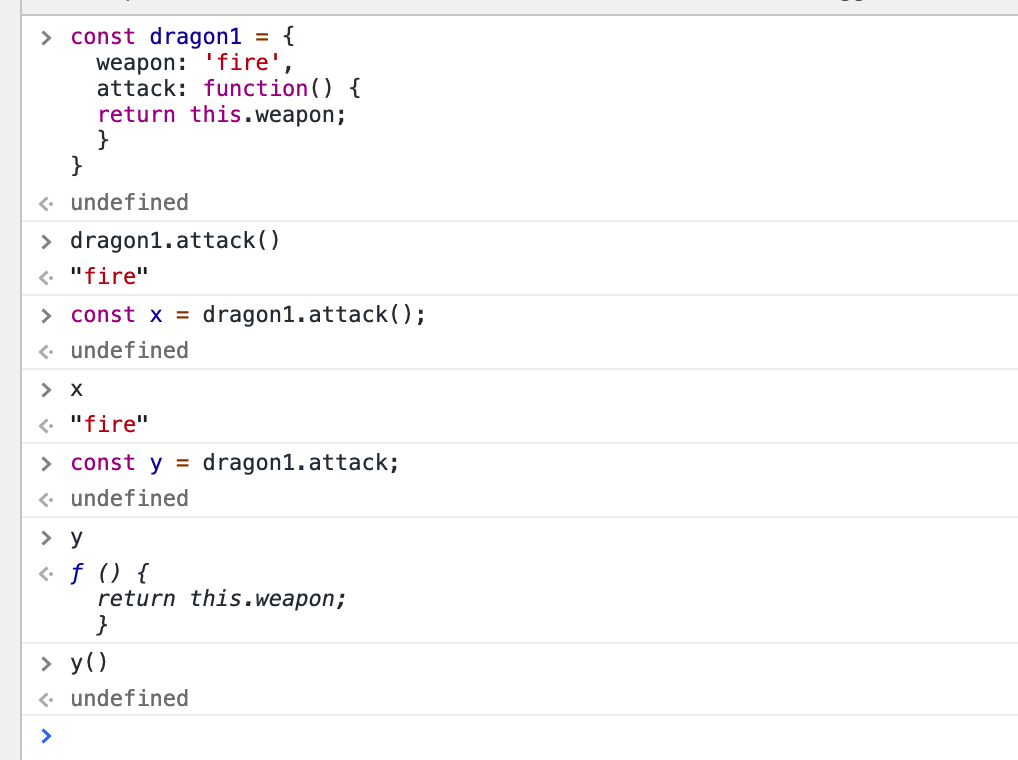 > const dragon1 = {
weapon: 'fire',
attack: function() {
return this.weapon;
}
}
<· undefined
> dragon1.attack()
<· "fire"
> const x = dragon1.attack();
<· undefined
> x
<· "fire"
> const y = dragon1.attack;
<· undefined
> y
<· ƒ () {
return this.weapon;
}
> y()
<· undefined
>